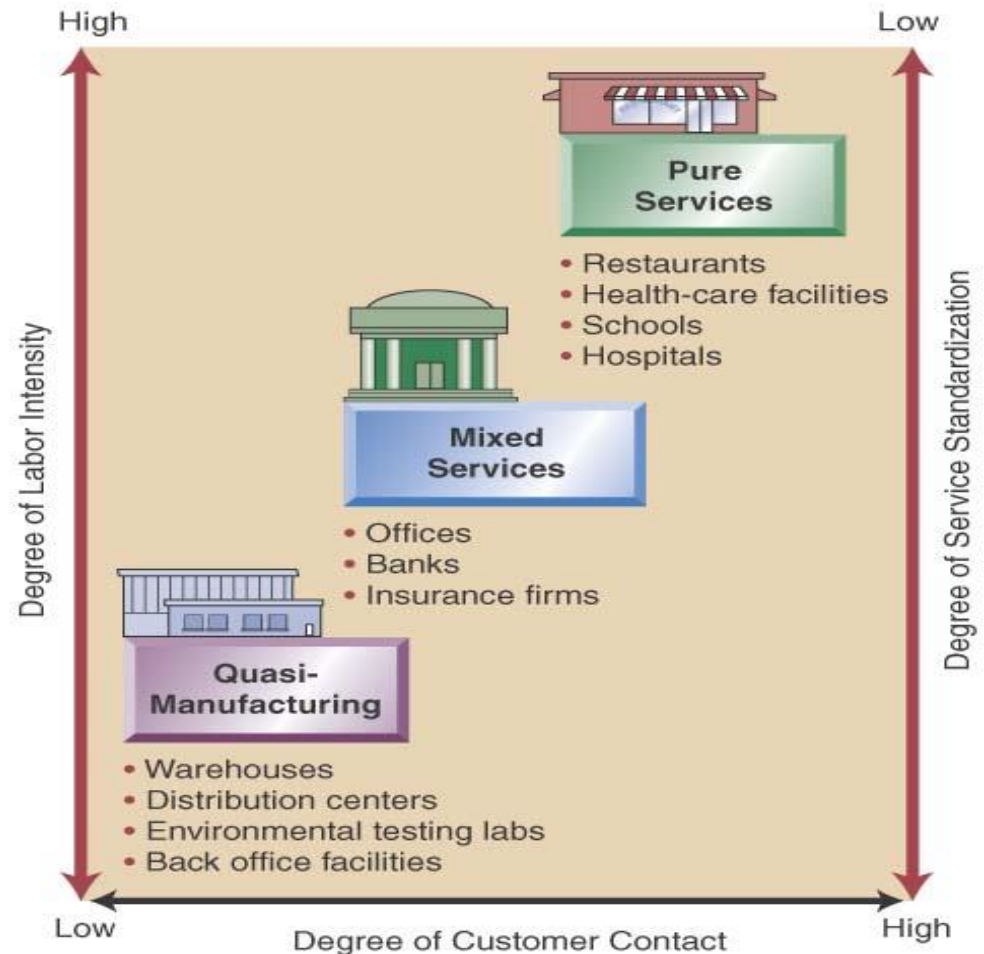 High
Low
Pure
Services
• Restaurants
• Health-care facilities
• Schools
• Hospitals
Degree of Labor Intensity
Degree of Service Standardization
Mixed
Services
• Offices
• Banks
• Insurance firms
Quasi-
Manufacturing
• Warehouses
• Distribution centers
• Environmental testing labs
• Back office facilities
Low
High
Degree of Customer Contact